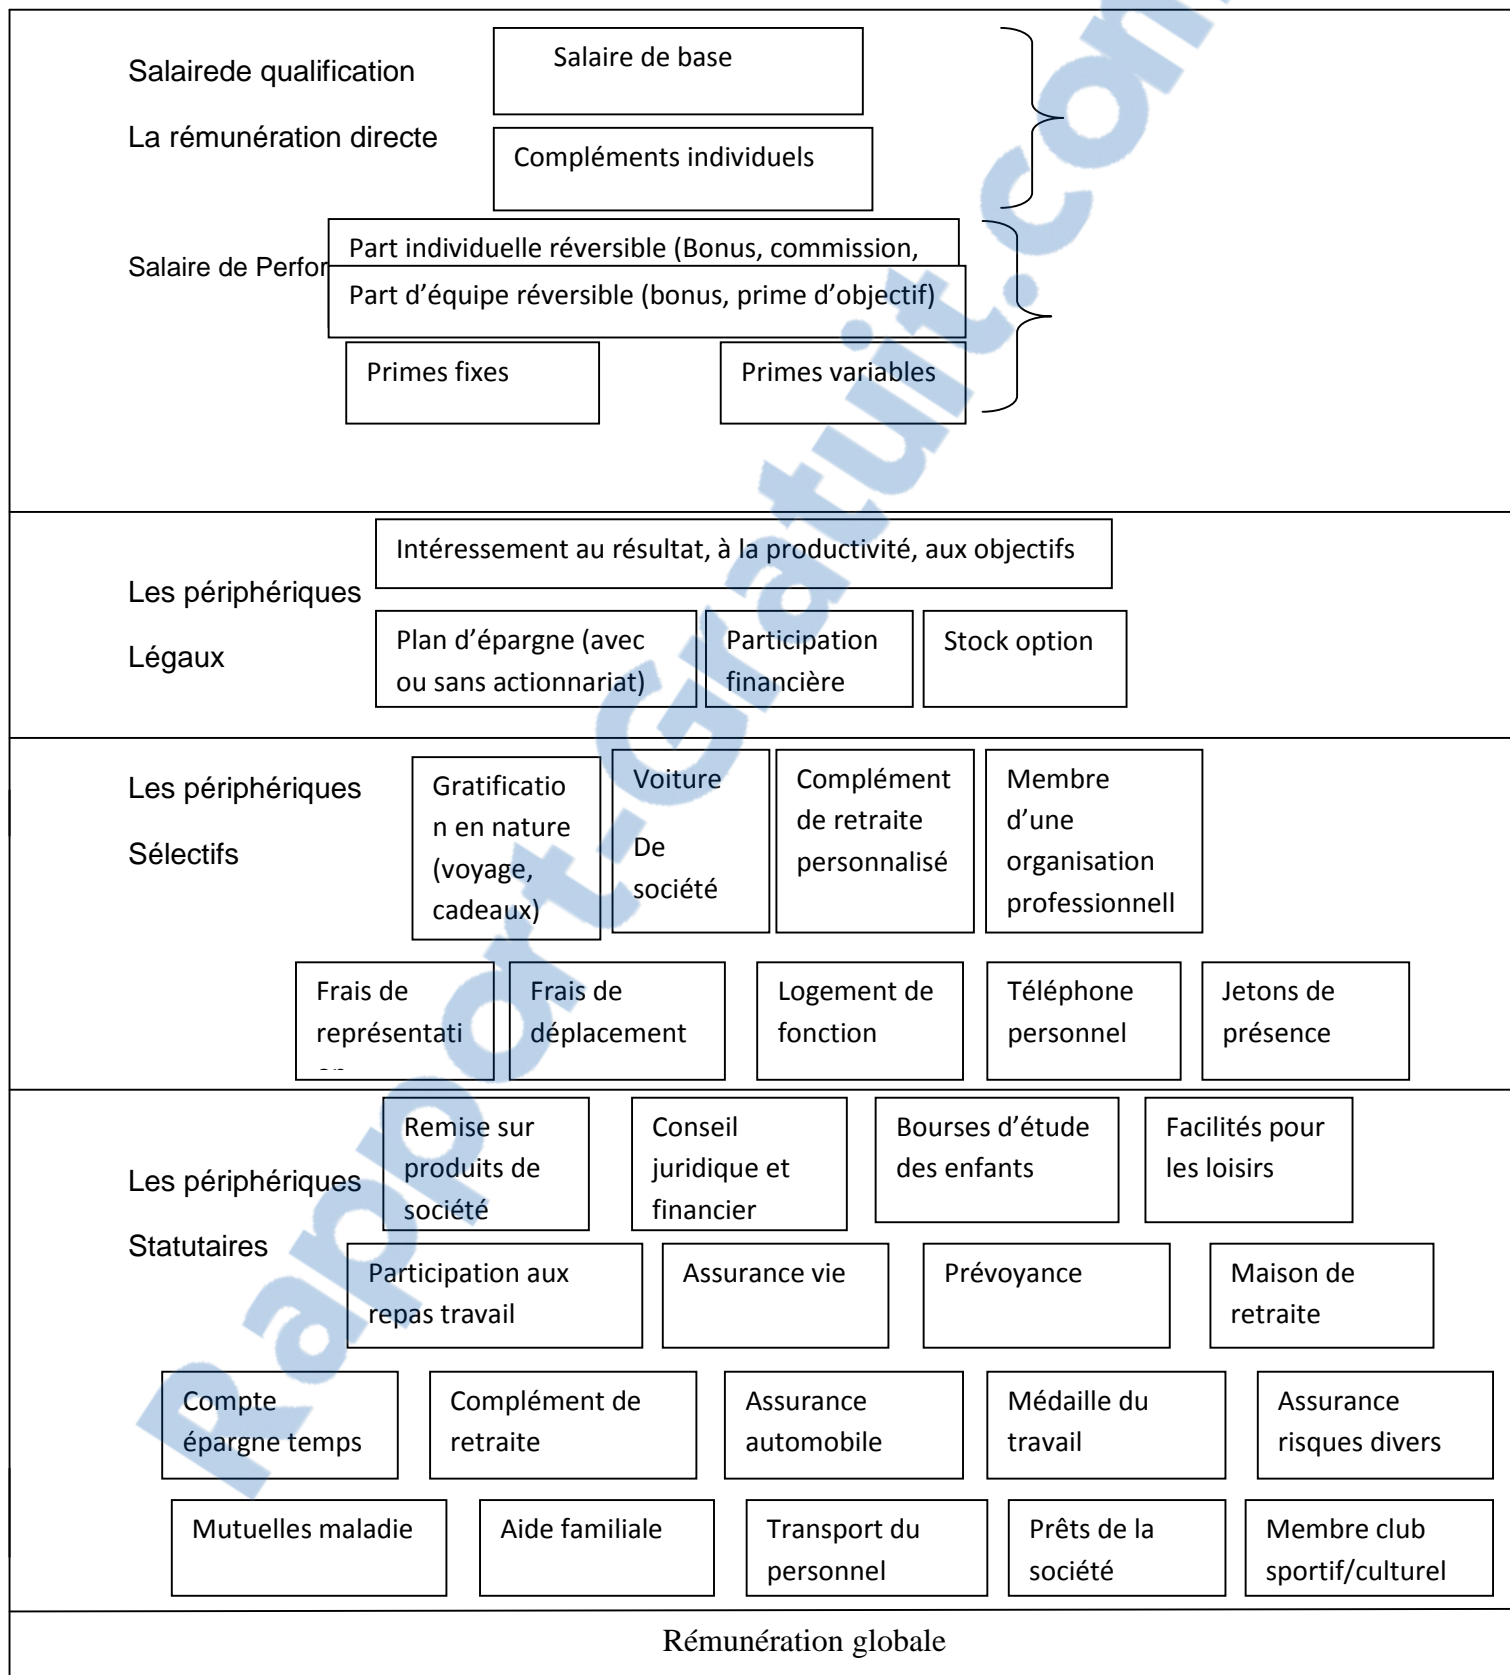 Salairede qualification
Salaire de base
La rémunération directe
Compléments individuels
Salaire de Perfor
Part individuelle réversible (Bonus, commission,
Part d’équipe réversible (bonus, prime d’objectif)
Primes fixes
Primes variables
Les périphériques
Légaux
Intéressement au résultat, à la productivité, aux objectifs
Plan d’épargne (avec
ou sans actionnariat)
Participation
financière
Stock option
Les périphériques
Sélectifs
Gratificatio
n en nature
(voyage,
cadeaux)
Voiture
De
société
Complément
de retraite
personnalisé
Membre
d’une
organisation
professionnell
Frais de
représentati
Frais de
déplacement
Logement de
fonction
Téléphone
personnel
Jetons de
présence
Les périphériques
Statutaires
Remise sur
produits de
société
Conseil
juridique et
financier
Bourses d’étude
des enfants
Facilités pour
les loisirs
Participation aux
repas travail
Assurance vie
Prévoyance
Maison de
retraite
Compte
épargne temps
Complément de
retraite
Assurance
automobile
Médaille du
travail
Assurance
risques divers
Mutuelles maladie
Aide familiale
Transport du
personnel
Prêts de la
société
Membre club
sportif/culturel
Rémunération globale
Rapport-Gratuit.com